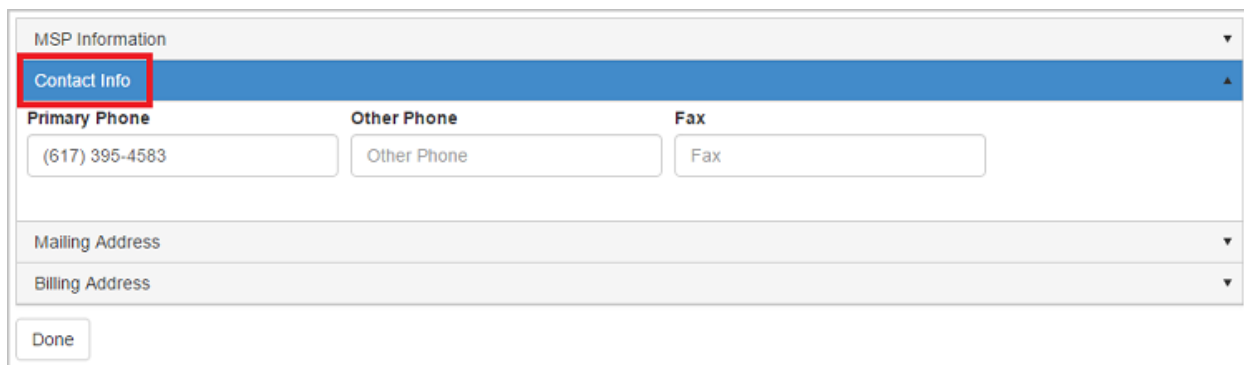 MSP Information
Contact Info
Primary Phone Other Phone Fax
(617) 395-4583 Other Phone Fax
Mailing Address
Billing Address
Done